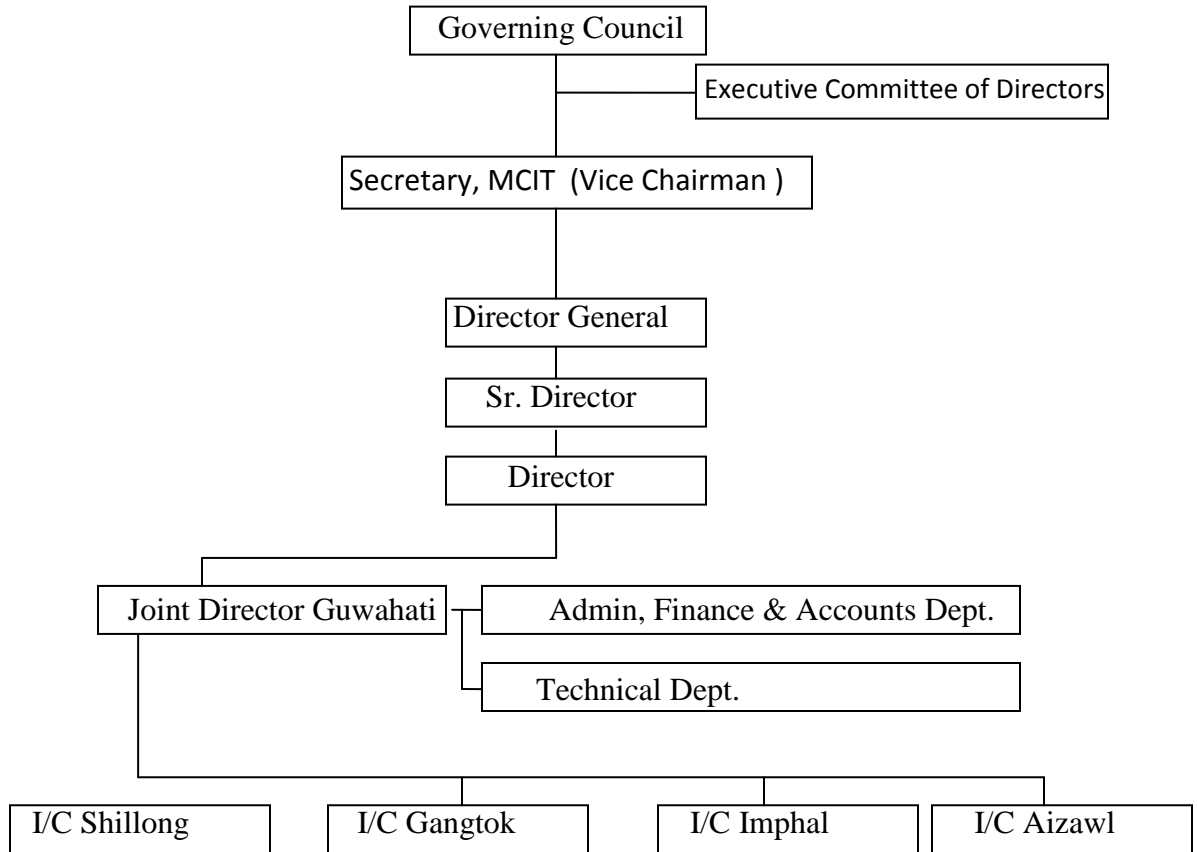 Governing Council
Executive Committee of Directors
Secretary, MCIT (Vice Chairman )
Director General
Sr. Director
Director
Joint Director Guwahati
Admin, Finance & Accounts Dept.
Technical Dept.
I/C Shillong
I/C Gangtok
I/C Imphal
I/C Aizawl